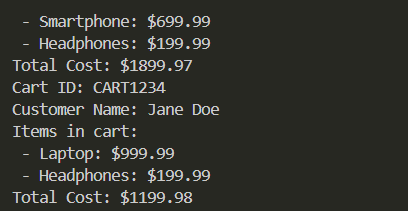 - Smartphone: $699.99
- Headphones: $199.99
Total Cost: $1899.97
Cart ID: CART1234
Customer Name: Jane Doe
Items in cart:
- Laptop: $999.99
- Headphones: $199.99
Total Cost: $1199.98